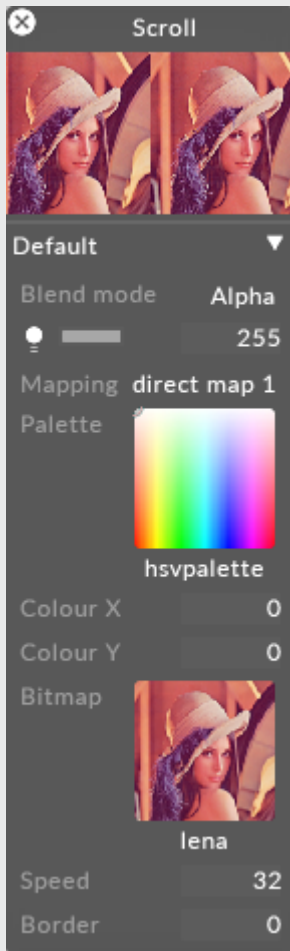 Scroll
Default
Blend mode Alpha
255
Mapping direct map 1
Palette
hsvpalette
Colour X 0
Colour Y 0
Bitmap
lena
Speed 32
Border 0